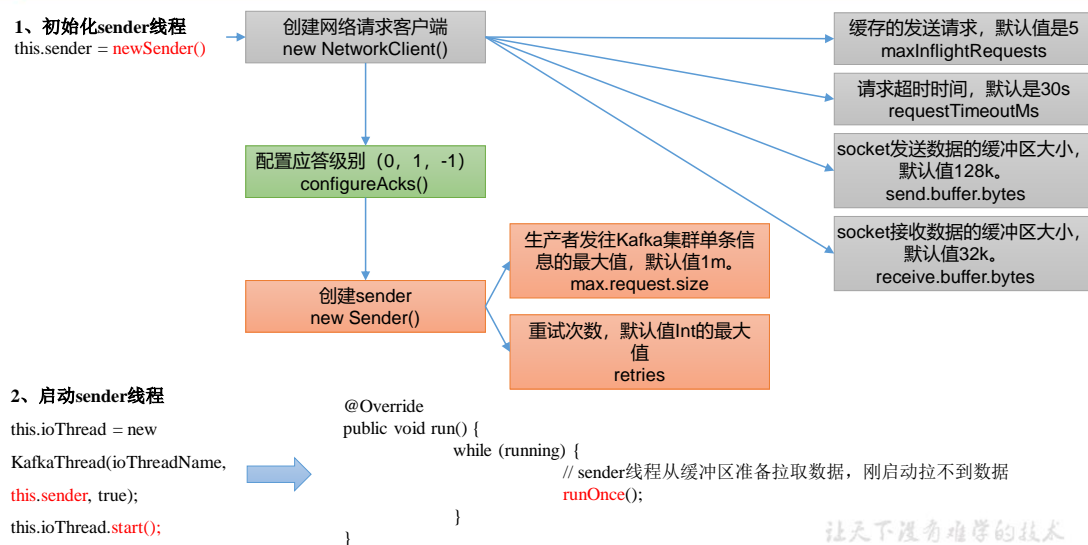 1、初始化sender线程
this.sender = newSender()
创建网络请求客户端
new NetworkClient()
缓存的发送请求，默认值是5
maxInflightRequests
请求超时时间，默认是30s
requestTimeoutMs
配置应答级别（0，1，-1）
configureAcks()
socket发送数据的缓冲区大小，
默认值128k。
send.buffer.bytes
socket接收数据的缓冲区大小，
默认值32k。
receive.buffer.bytes
生产者发往Kafka集群单条信
息的最大值，默认值1m。
max.request.size
创建sender
new Sender()
重试次数，默认值Int的最大
值
retries
2、启动sender线程
this.ioThread = new
KafkaThread(ioThreadName,
this.sender, true);
this.ioThread.start();
@Override
public void run() {
while (running) {
// sender线程从缓冲区准备拉取数据，刚启动拉不到数据
runOnce();
}
}
让天下没有难学的技术